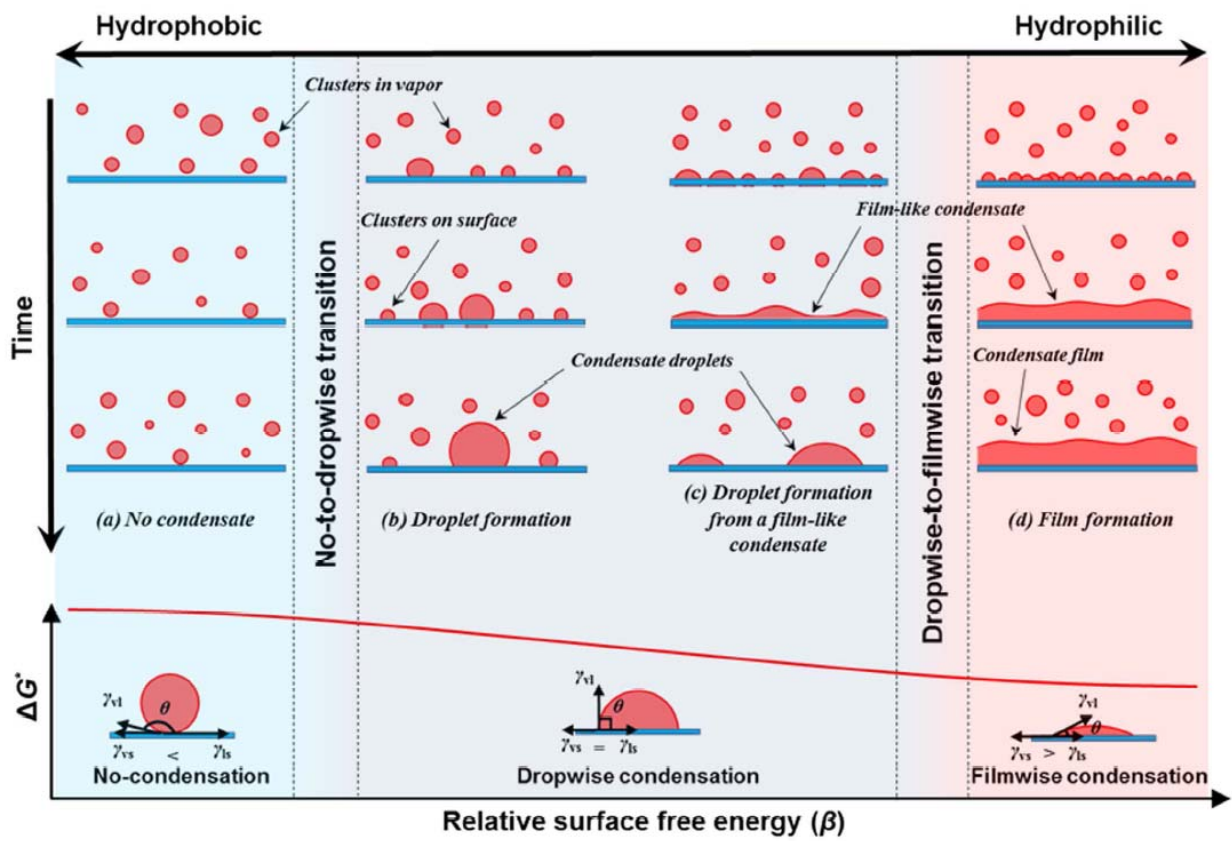 Hydrophobic
Hydrophilic
Clusters in vapor
Clusters on surface
Film-like condensate
Condensate droplets
Condensate film
Time
No-to-dropwise transition
Dropwise-to-filmwise transition
(a) No condensate
(b) Droplet formation
(c) Droplet formation
from a film-like
condensate
(d) Film formation
ΔG*
γvl
θ
γvs < γls
No-condensation
γvl
θ
γvs = γls
Dropwise condensation
γvl
θ
γvs > γls
Filmwise condensation
Relative surface free energy (β)